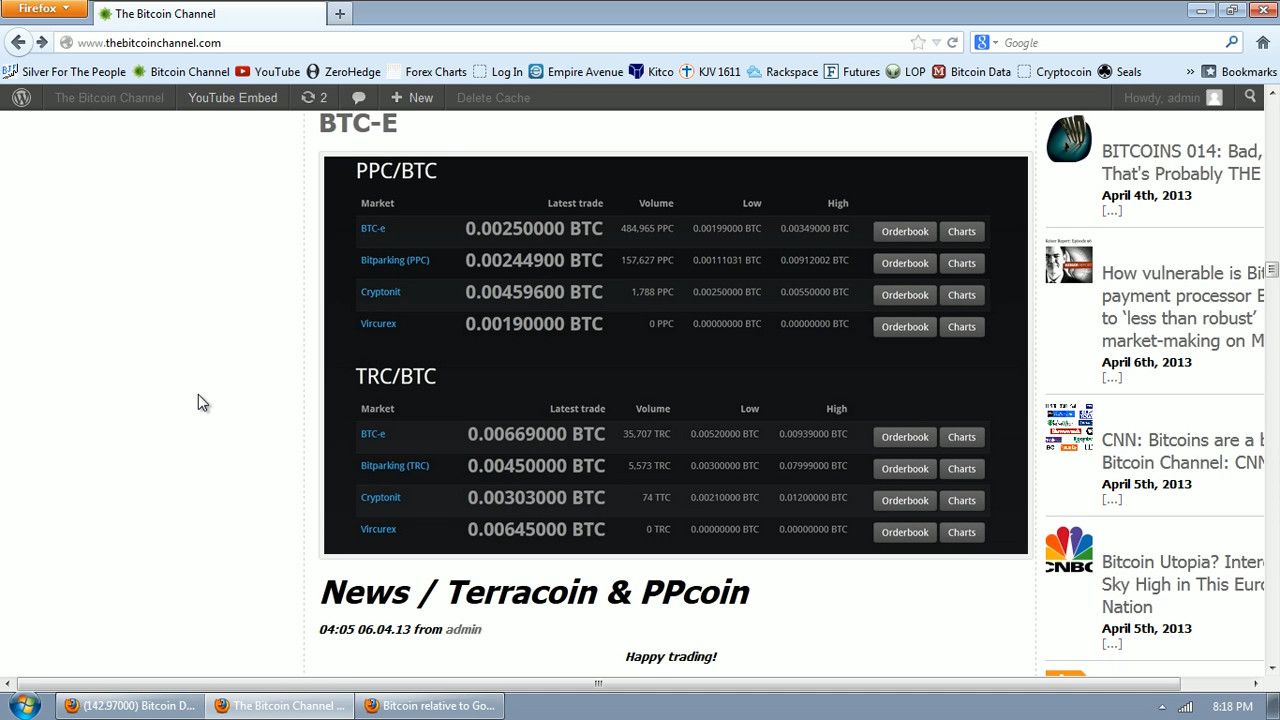 Firefox
The Bitcoin Channel
www.thebitcoinchannel.com
Google
Silver For The People Bitcoin Channel YouTube ZeroHedge Forex Charts Log In Empire Avenue Kitco KJV 1611 Rackspace Futures LOP Bitcoin Data Cryptocoin Seals » Bookmarks
The Bitcoin Channel YouTube Embed 2 + New Delete Cache Howdy, admin
BTC-E
PPC/BTC
Market Latest trade Volume Low High
BTC-e 0.00250000 BTC 484,965 PPC 0.00199000 BTC 0.00349000 BTC Orderbook Charts
Bitparking (PPC) 0.00244900 BTC 157,627 PPC 0.00111031 BTC 0.00912002 BTC Orderbook Charts
Cryptonit 0.00459600 BTC 1,788 PPC 0.00250000 BTC 0.00550000 BTC Orderbook Charts
Vircurex 0.00190000 BTC 0 PPC 0.00000000 BTC 0.00000000 BTC Orderbook Charts
TRC/BTC
Market Latest trade Volume Low High
BTC-e 0.00669000 BTC 35,707 TRC 0.00520000 BTC 0.00939000 BTC Orderbook Charts
Bitparking (TRC) 0.00450000 BTC 5,573 TRC 0.00300000 BTC 0.07999000 BTC Orderbook Charts
Cryptonit 0.00303000 BTC 74 TTC 0.00210000 BTC 0.01200000 BTC Orderbook Charts
Vircurex 0.00645000 BTC 0 TRC 0.00000000 BTC 0.00000000 BTC Orderbook Charts
News / Terracoin & PPcoin
04:05 06.04.13 from admin
Happy trading!
BITCOINS 014: Bad,
That's Probably THE
April 4th, 2013
[...]
How vulnerable is Bi
payment processor B
to ‘less than robust’
market-making on M
April 6th, 2013
[...]
CNN: Bitcoins are a b
Bitcoin Channel: CNN
April 5th, 2013
[...]
CNBC
Bitcoin Utopia? Inter
Sky High in This Euro
Nation
April 5th, 2013
[...]
(142.97000) Bitcoin D... The Bitcoin Channel ... Bitcoin relative to Go... 8:18 PM